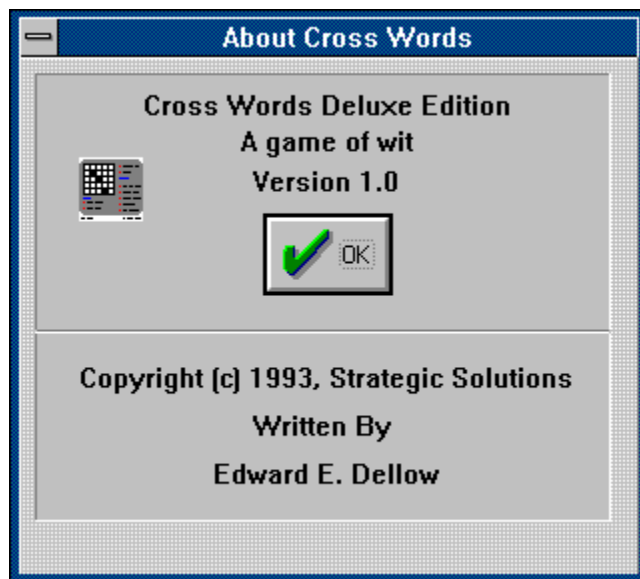 About Cross Words
Cross Words Deluxe Edition
A game of wit
Version 1.0
OK
Copyright (c) 1993, Strategic Solutions
Written By
Edward E. Dellow